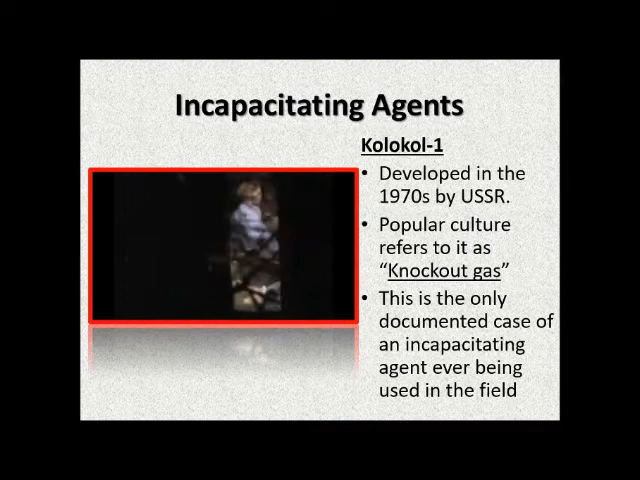 Incapacitating Agents
Kolokol-1
• Developed in the
1970s by USSR.
• Popular culture
refers to it as
“Knockout gas”
• This is the only
documented case of
an incapacitating
agent ever being
used in the field